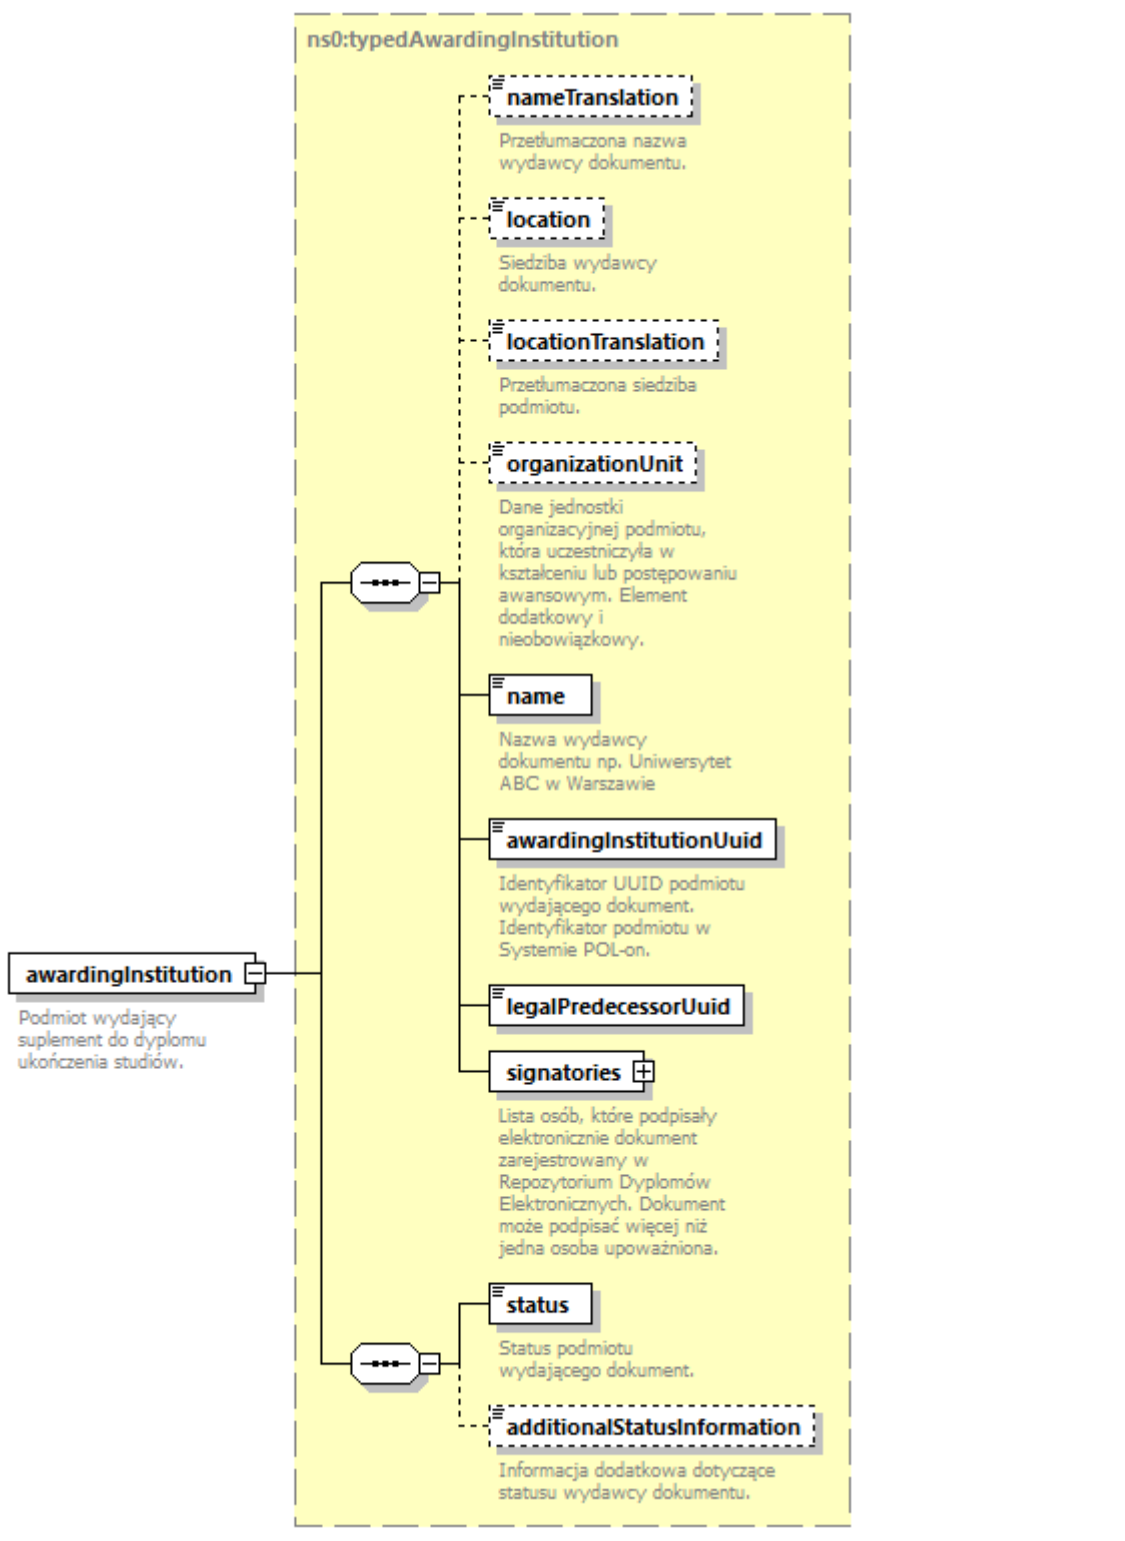 ns0:typedAwardingInstitution
nameTranslation
Przetłumaczona nazwa
wydawcy dokumentu.
location
Siedziba wydawcy
dokumentu.
locationTranslation
Przetłumaczona siedziba
podmiotu.
organizationUnit
Dane jednostki
organizacyjnej podmiotu,
która uczestniczyła w
kształceniu lub postępowaniu
awansowym. Element
dodatkowy i
nieobowiązkowy.
name
Nazwa wydawcy
dokumentu np. Uniwersytet
ABC w Warszawie
awardingInstitutionUuid
Identyfikator UUID podmiotu
wydającego dokument.
Identyfikator podmiotu w
Systemie POL-on.
awardingInstitution
Podmiot wydający
suplement do dyplomu
ukończenia studiów.
legalPredecessorUuid
signatories
Lista osób, które podpisały
elektronicznie dokument
zarejestrowany w
Repozytorium Dyplomów
Elektronicznych. Dokument
może podpisać więcej niż
jedna osoba upoważniona.
status
Status podmiotu
wydającego dokument.
additionalStatusInformation
Informacja dodatkowa dotyczące
statusu wydawcy dokumentu.